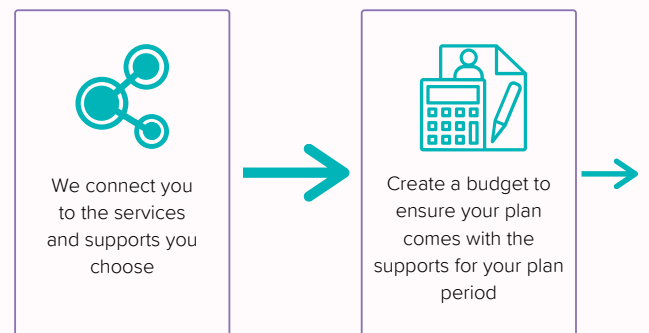 We connect you
to the services
and supports you
choose
Create a budget to
ensure your plan
comes with the
supports for your plan
period